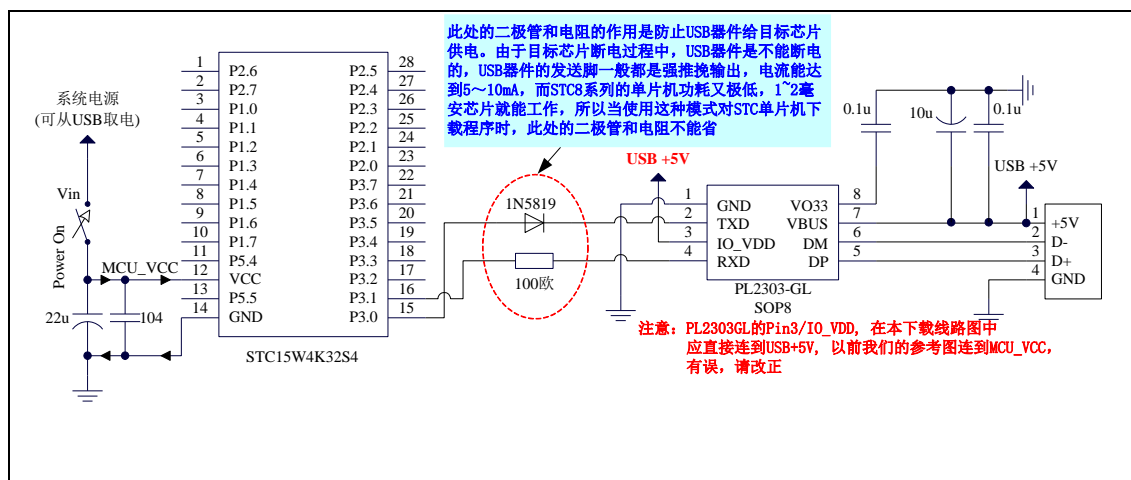 此处的二极管和电阻的作用是防止USB器件给目标芯片
供电。由于目标芯片断电过程中，USB器件是不能断电
的，USB器件的发送脚一般都是强推挽输出，电流能达
到5～10mA，而STC8系列的单片机功耗又极低，1~2毫
安芯片就能工作，所以当使用这种模式对STC单片机下
载程序时，此处的二极管和电阻不能省
系统电源
(可从USB取电)
Vin
Power On
MCU_VCC
22u
104
1 P2.6
2 P2.7
3 P1.0
4 P1.1
5 P1.2
6 P1.3
7 P1.4
8 P1.5
9 P1.6
10 P1.7
11 P5.4
12 VCC
13 P5.5
14 GND
P2.5 28
P2.4 27
P2.3 26
P2.2 25
P2.1 24
P2.0 23
P3.7 22
P3.6 21
P3.5 20
P3.4 19
P3.3 18
P3.2 17
P3.1 16
P3.0 15
STC15W4K32S4
1N5819
100欧
USB +5V
1 GND
2 TXD
3 IO_VDD
4 RXD
VO33 8
VBUS 7
DM 6
DP 5
PL2303-GL
SOP8
0.1u
10u
0.1u
USB +5V
1 +5V
2 D-
3 D+
4 GND
注意：PL2303GL的Pin3/IO_VDD, 在本下载线路图中
应直接连到USB+5V, 以前我们的参考图连到MCU_VCC,
有误，请改正